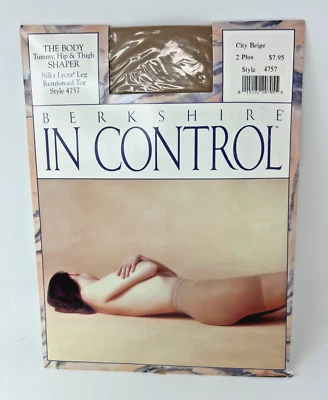 THE BODY
Tummy, Hip & Thigh
SHAPER
Silky Lycra® Leg
Reinforced Toe
Style 4757
City Beige
2 Plus $7.95
Style 4757
BERKSHIRE
IN CONTROL™